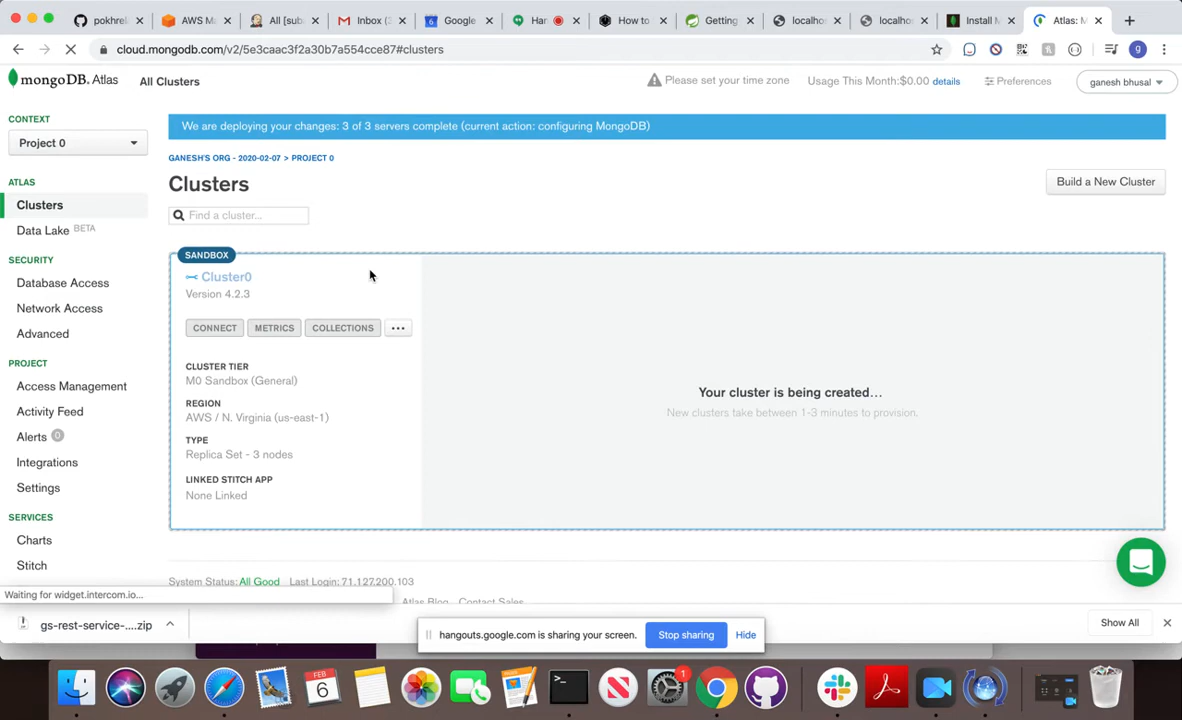 pokhrel
AWS Ma
All [sub
Inbox (3
Google
Han
How to
Getting
localhos
localho
Install M
Atlas: M
cloud.mongodb.com/v2/5e3caac3f2a30b7a554cce87#clusters
g
mongoDB. Atlas
All Clusters
Please set your time zone
Usage This Month:$0.00 details
Preferences
ganesh bhusal
CONTEXT
Project 0
We are deploying your changes: 3 of 3 servers complete (current action: configuring MongoDB)
GANESH'S ORG - 2020-02-07 > PROJECT 0
Clusters
Build a New Cluster
Find a cluster...
ATLAS
Clusters
Data Lake BETA
SECURITY
Database Access
Network Access
Advanced
PROJECT
Access Management
Activity Feed
Alerts 0
Integrations
Settings
SERVICES
Charts
Stitch
SANDBOX
Cluster0
Version 4.2.3
CONNECT
METRICS
COLLECTIONS
...
CLUSTER TIER
M0 Sandbox (General)
REGION
AWS / N. Virginia (us-east-1)
TYPE
Replica Set - 3 nodes
LINKED STITCH APP
None Linked
Your cluster is being created...
New clusters take between 1-3 minutes to provision.
System Status: All Good Last Login: 71.127.200.103
Atlas Blog Contact Sales
Waiting for widget.intercom.io...
gs-rest-service-....zip
Show All
hangouts.google.com is sharing your screen.
Stop sharing
Hide
FEB
6
1